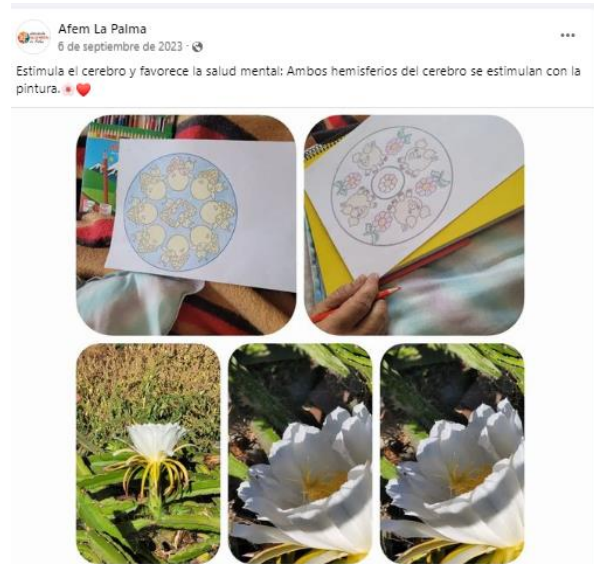 Afem La Palma
6 de septiembre de 2023 ·
Estimula el cerebro y favorece la salud mental: Ambos hemisferios del cerebro se estimulan con la
pintura.